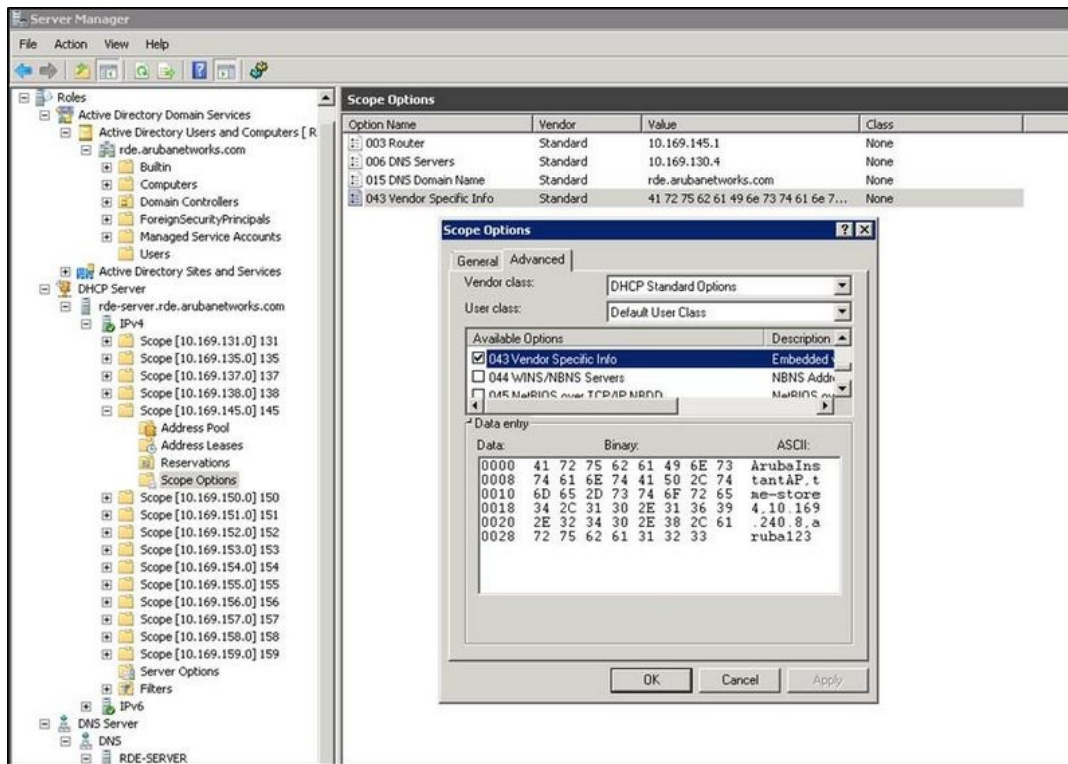 Server Manager
File Action View Help
Roles
Active Directory Domain Services
Active Directory Users and Computers [ R
rde.arubanetworks.com
Builtin
Computers
Domain Controllers
ForeignSecurityPrincipals
Managed Service Accounts
Users
Active Directory Sites and Services
DHCP Server
rde-server.rde.arubanetworks.com
IPv4
Scope [10.169.131.0] 131
Scope [10.169.135.0] 135
Scope [10.169.137.0] 137
Scope [10.169.138.0] 138
Scope [10.169.145.0] 145
Address Pool
Address Leases
Reservations
Scope Options
Scope [10.169.150.0] 150
Scope [10.169.151.0] 151
Scope [10.169.152.0] 152
Scope [10.169.153.0] 153
Scope [10.169.154.0] 154
Scope [10.169.155.0] 155
Scope [10.169.156.0] 156
Scope [10.169.157.0] 157
Scope [10.169.158.0] 158
Scope [10.169.159.0] 159
Server Options
Filters
IPv6
DNS Server
DNS
RDE-SERVER
Scope Options
Option Name Vendor Value Class
003 Router Standard 10.169.145.1 None
006 DNS Servers Standard 10.169.130.4 None
015 DNS Domain Name Standard rde.arubanetworks.com None
043 Vendor Specific Info Standard 41 72 75 62 61 49 6e 73 74 61 6e 7... None
Scope Options
General Advanced
Vendor class: DHCP Standard Options
User class: Default User Class
Available Options Description
043 Vendor Specific Info Embedded
044 WINS/NBNS Servers NBNS Addr
045 NetBIOS over TCP/IP NBDD NetBIOS ov
Data entry
Data: Binary: ASCII:
0000 41 72 75 62 61 49 6E 73 ArubaIns
0008 74 61 6E 74 41 50 2C 74 tantAP,t
0010 6D 65 2D 73 74 6F 72 65 me-store
0018 34 2C 31 30 2E 31 36 39 4,10.169
0020 2E 32 34 30 2E 38 2C 61 .240.8,a
0028 72 75 62 61 31 32 33 ruba123
OK Cancel Apply